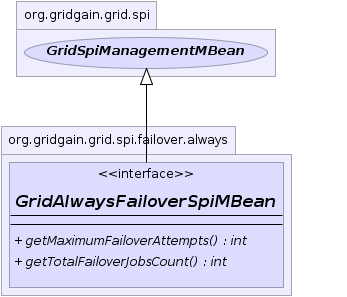 org.gridgain.grid.spi
GridSpiManagementMBean
org.gridgain.grid.spi.failover.always
<<interface>>
GridAlwaysFailoverSpiMBean
+ getMaximumFailoverAttempts() : int
+ getTotalFailoverJobsCount() : int